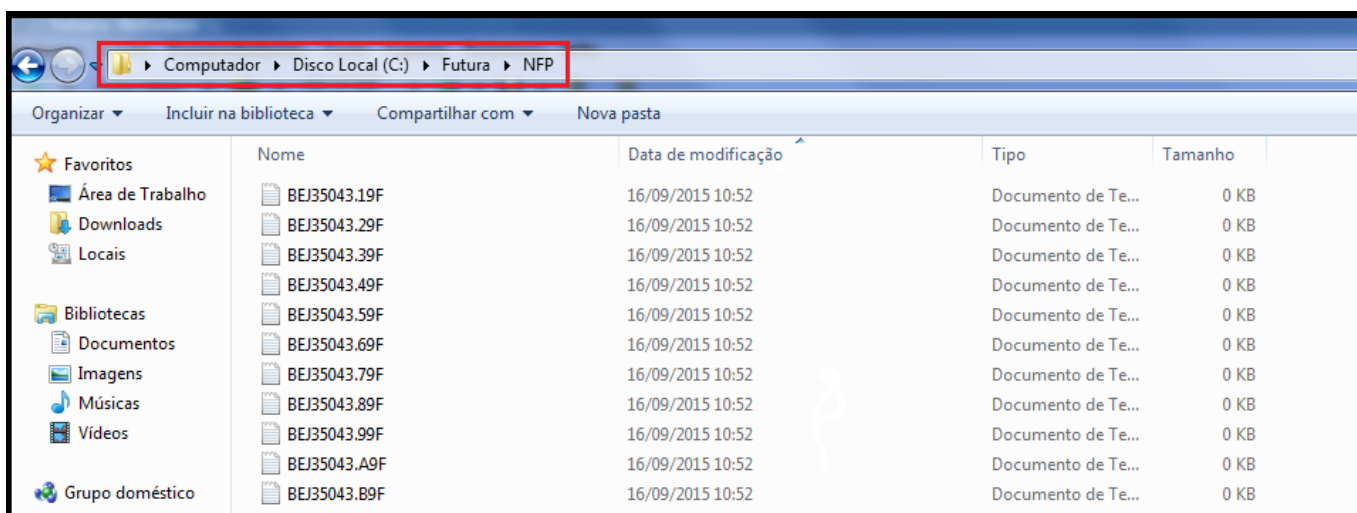 Computador Disco Local (C:) Futura NFP
Organizar Incluir na biblioteca Compartilhar com Nova pasta
Favoritos Nome Data de modificação Tipo Tamanho
Área de Trabalho BEJ35043.19F 16/09/2015 10:52 Documento de Te... 0 KB
Downloads BEJ35043.29F 16/09/2015 10:52 Documento de Te... 0 KB
Locais BEJ35043.39F 16/09/2015 10:52 Documento de Te... 0 KB
BEJ35043.49F 16/09/2015 10:52 Documento de Te... 0 KB
Bibliotecas BEJ35043.59F 16/09/2015 10:52 Documento de Te... 0 KB
Documentos BEJ35043.69F 16/09/2015 10:52 Documento de Te... 0 KB
Imagens BEJ35043.79F 16/09/2015 10:52 Documento de Te... 0 KB
Músicas BEJ35043.89F 16/09/2015 10:52 Documento de Te... 0 KB
Vídeos BEJ35043.99F 16/09/2015 10:52 Documento de Te... 0 KB
BEJ35043.A9F 16/09/2015 10:52 Documento de Te... 0 KB
Grupo doméstico BEJ35043.B9F 16/09/2015 10:52 Documento de Te... 0 KB